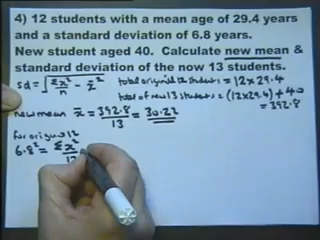 4) 12 students with a mean age of 29.4 years
and a standard deviation of 6.8 years.
New student aged 40. Calculate new mean &
standard deviation of the now 13 students.
sd = √ Σx²/n - x̄² total original 12 students = 12 x 29.4
total of new 13 students = (12x29.4) + 40
= 392.8
new mean x̄ = 392.8/13 = 30.22
for original 12
6.8² = Σx²/12